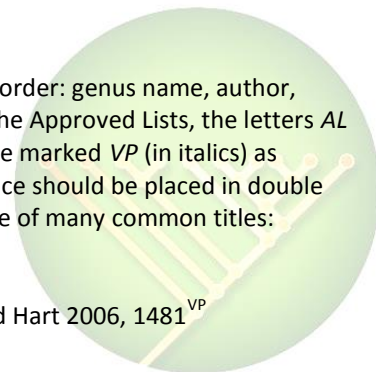 order: genus name, author,
he Approved Lists, the letters AL
e marked VP (in italics) as
ce should be placed in double
e of many common titles:
d Hart 2006, 1481VP